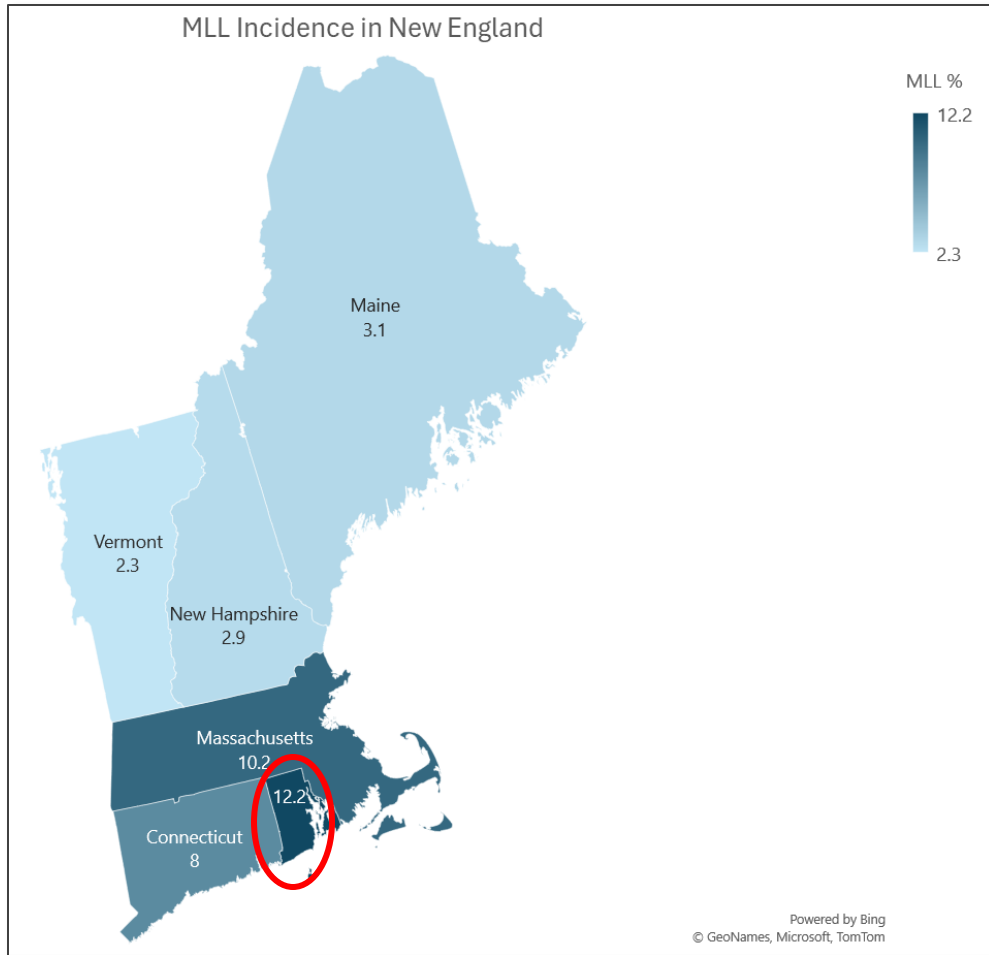 MLL Incidence in New England
MLL %
12.2
2.3
Maine
3.1
Vermont
2.3
New Hampshire
2.9
Massachusetts
10.2
12.2
Connecticut
8
Powered by Bing
© GeoNames, Microsoft, TomTom